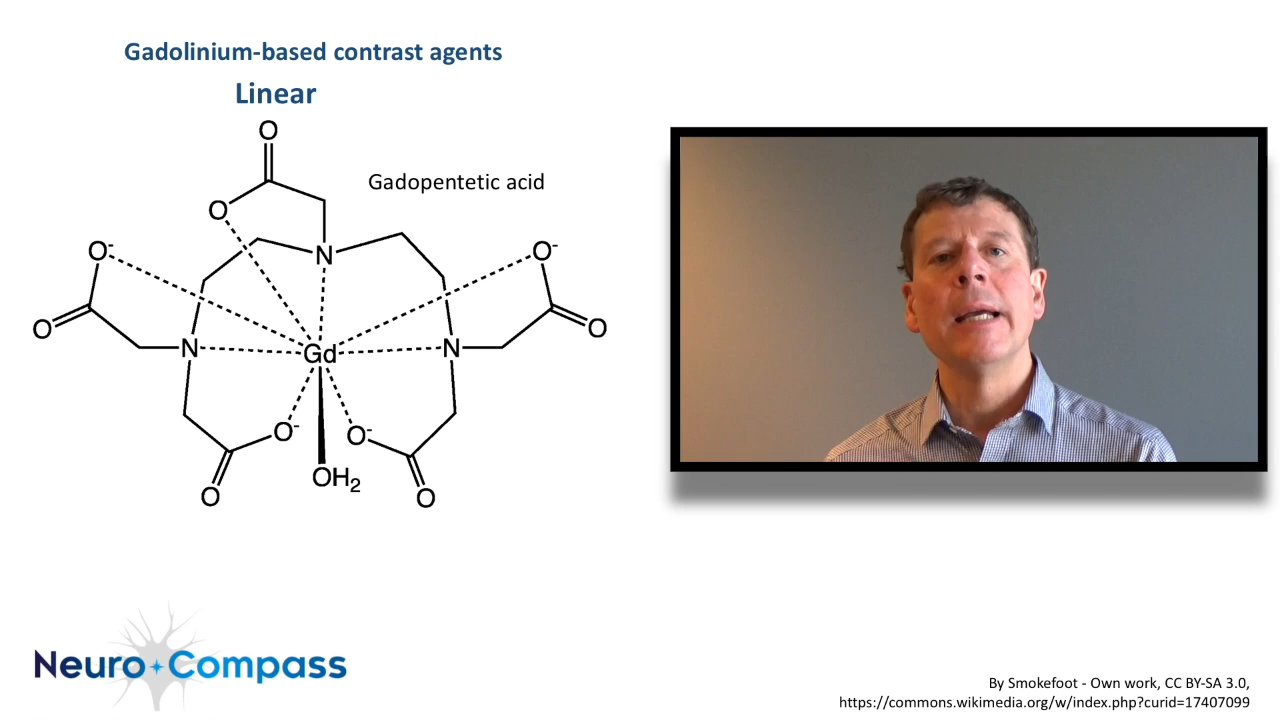 Gadolinium-based contrast agents
Linear
O
Gadopentetic acid
O
O-
N
O-
O
N
Gd
N
O
O-
O-
OH2
O
O
Neuro Compass
By Smokefoot - Own work, CC BY-SA 3.0,
https://commons.wikimedia.org/w/index.php?curid=17407099